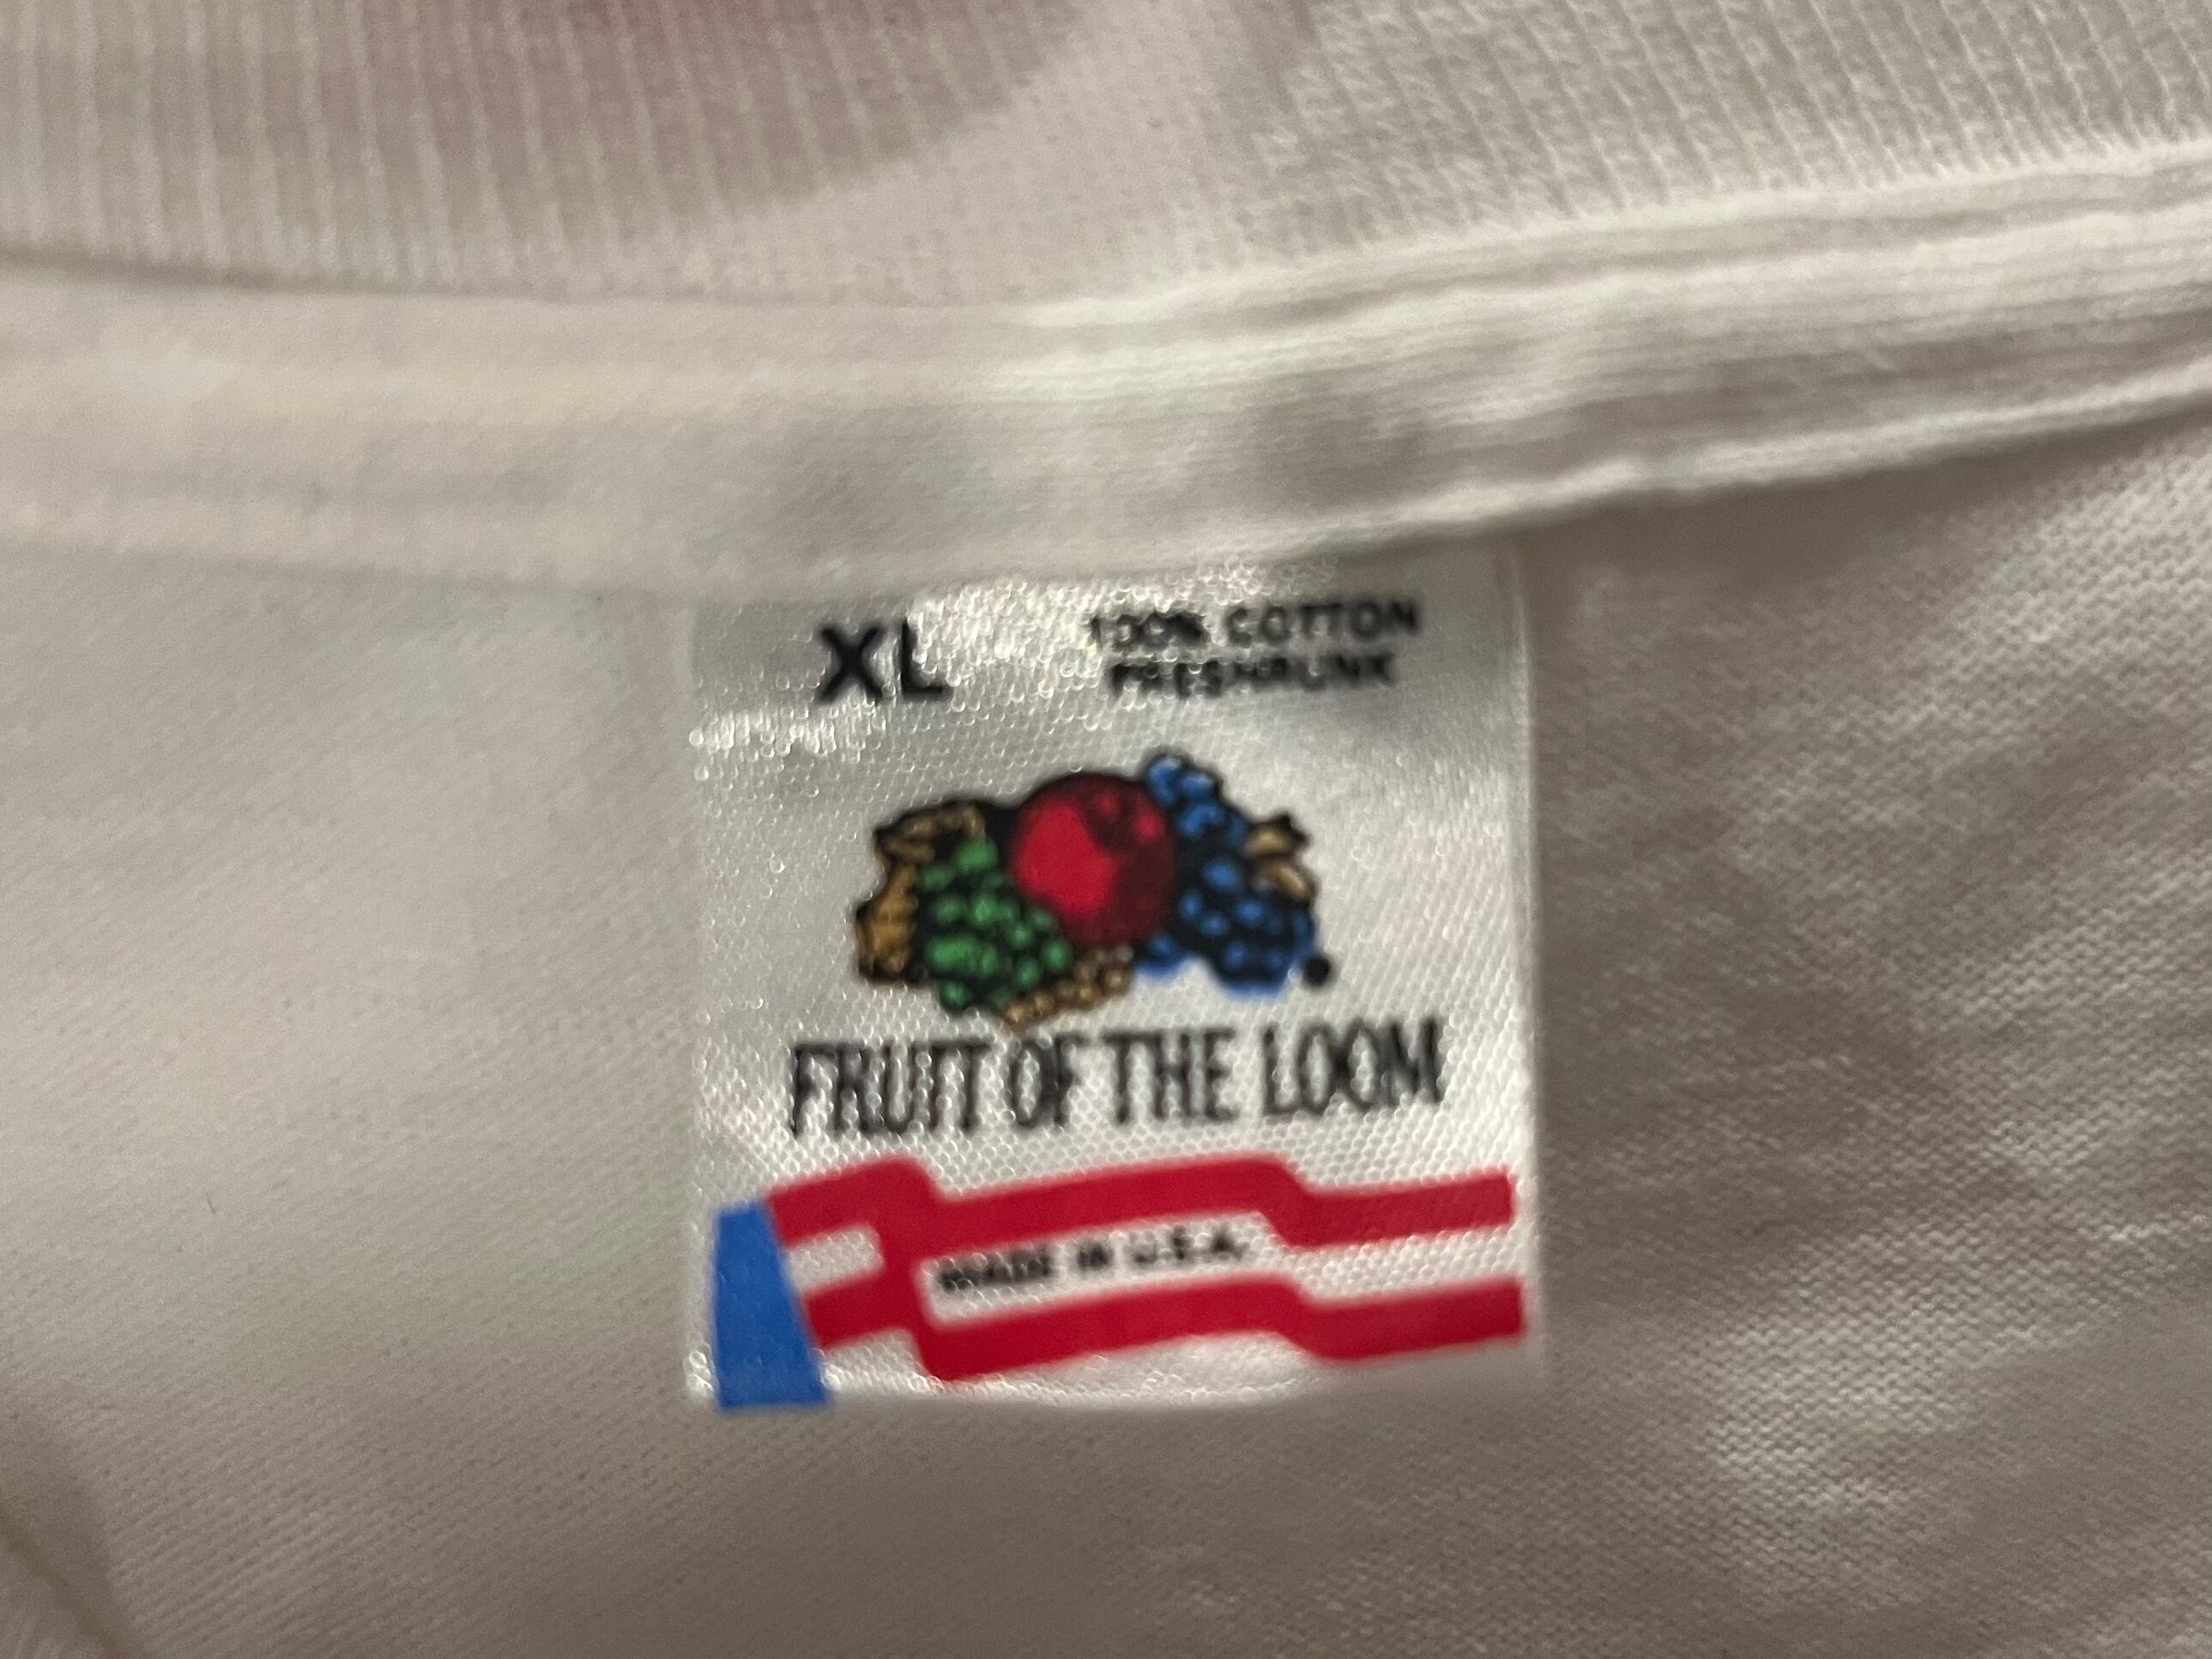 XL
100% COTTON
PRESHRUNK
FRUIT OF THE LOOM
MADE IN U.S.A.